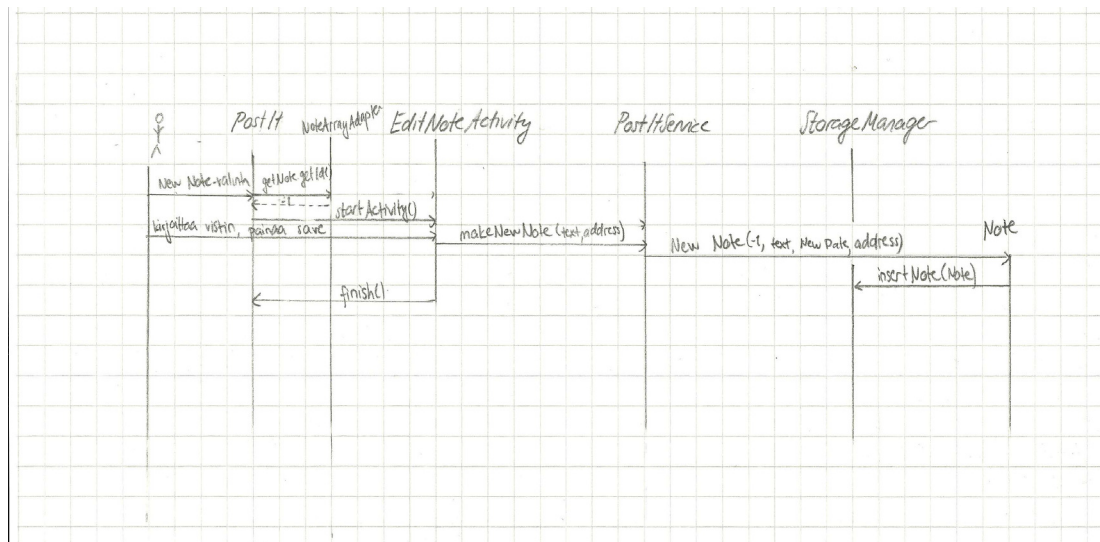 PostIt NoteArrayAdapter EditNoteActivity PostItService StorageManager
New Note-valinta getNote.getId()
-1
startActivity()
kirjoittaa viestin, painaa save
makeNewNote(text, address)
Note
New Note(-1, text, New Date, address)
insertNote(Note)
finish()